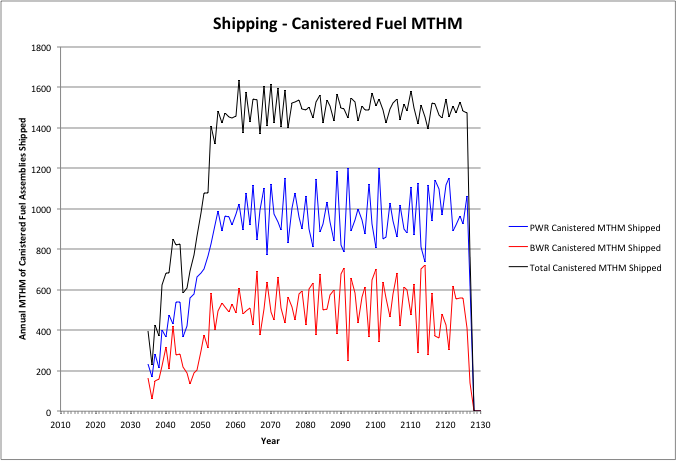 Shipping - Canistered Fuel MTHM
Annual MTHM of Canistered Fuel Assemblies Shipped
1800
1600
1400
1200
1000
800
600
400
200
0
2010 2020 2030 2040 2050 2060 2070 2080 2090 2100 2110 2120 2130
Year
PWR Canistered MTHM Shipped
BWR Canistered MTHM Shipped
Total Canistered MTHM Shipped